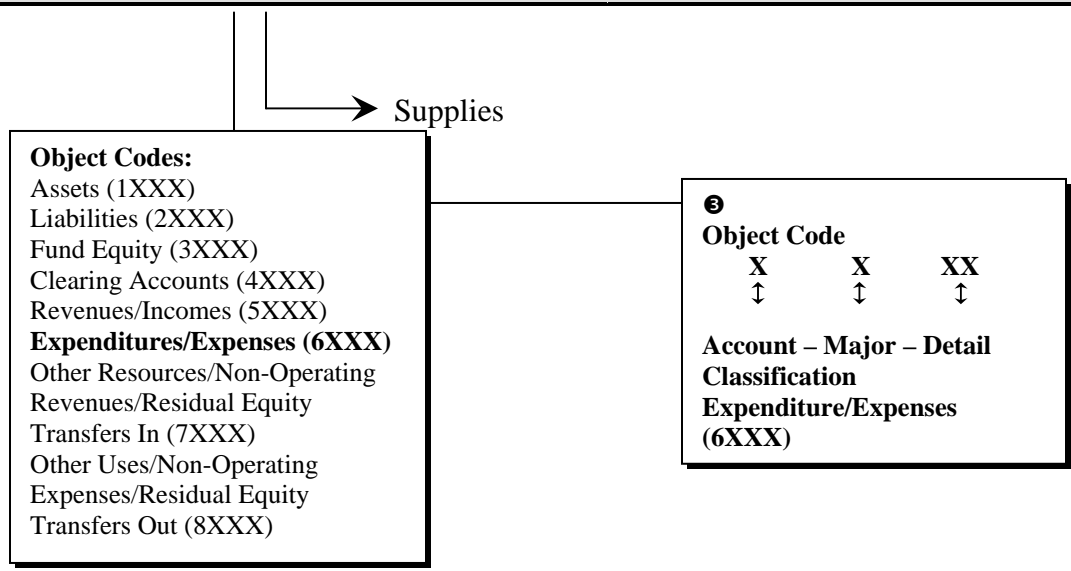 Supplies
Object Codes:
Assets (1XXX)
Liabilities (2XXX)
Fund Equity (3XXX)
Clearing Accounts (4XXX)
Revenues/Incomes (5XXX)
Expenditures/Expenses (6XXX)
Other Resources/Non-Operating
Revenues/Residual Equity
Transfers In (7XXX)
Other Uses/Non-Operating
Expenses/Residual Equity
Transfers Out (8XXX)
❸
Object Code
X X XX
↕ ↕ ↕
Account – Major – Detail
Classification
Expenditure/Expenses
(6XXX)